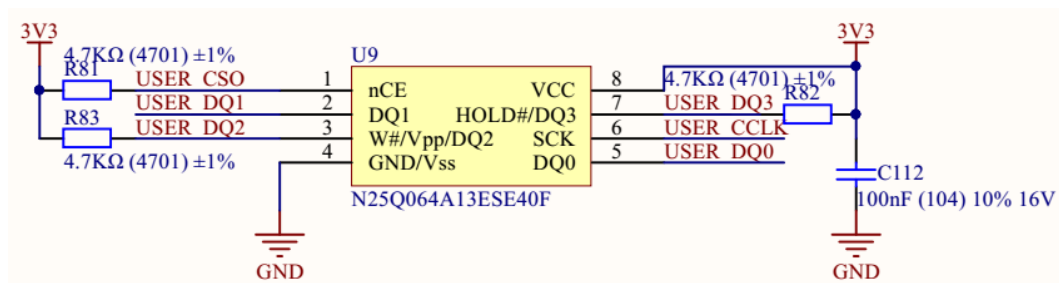 3V3
4.7KΩ (4701) ±1%
R81
USER_CSO
USER_DQ1
R83
USER_DQ2
4.7KΩ (4701) ±1%
GND
U9
1
2
3
4
nCE
DQ1
W#/Vpp/DQ2
GND/Vss
VCC
HOLD#/DQ3
SCK
DQ0
8
7
6
5
N25Q064A13ESE40F
3V3
4.7KΩ (4701) ±1%
R82
USER_DQ3
USER_CCLK
USER_DQ0
C112
100nF (104) 10% 16V
GND